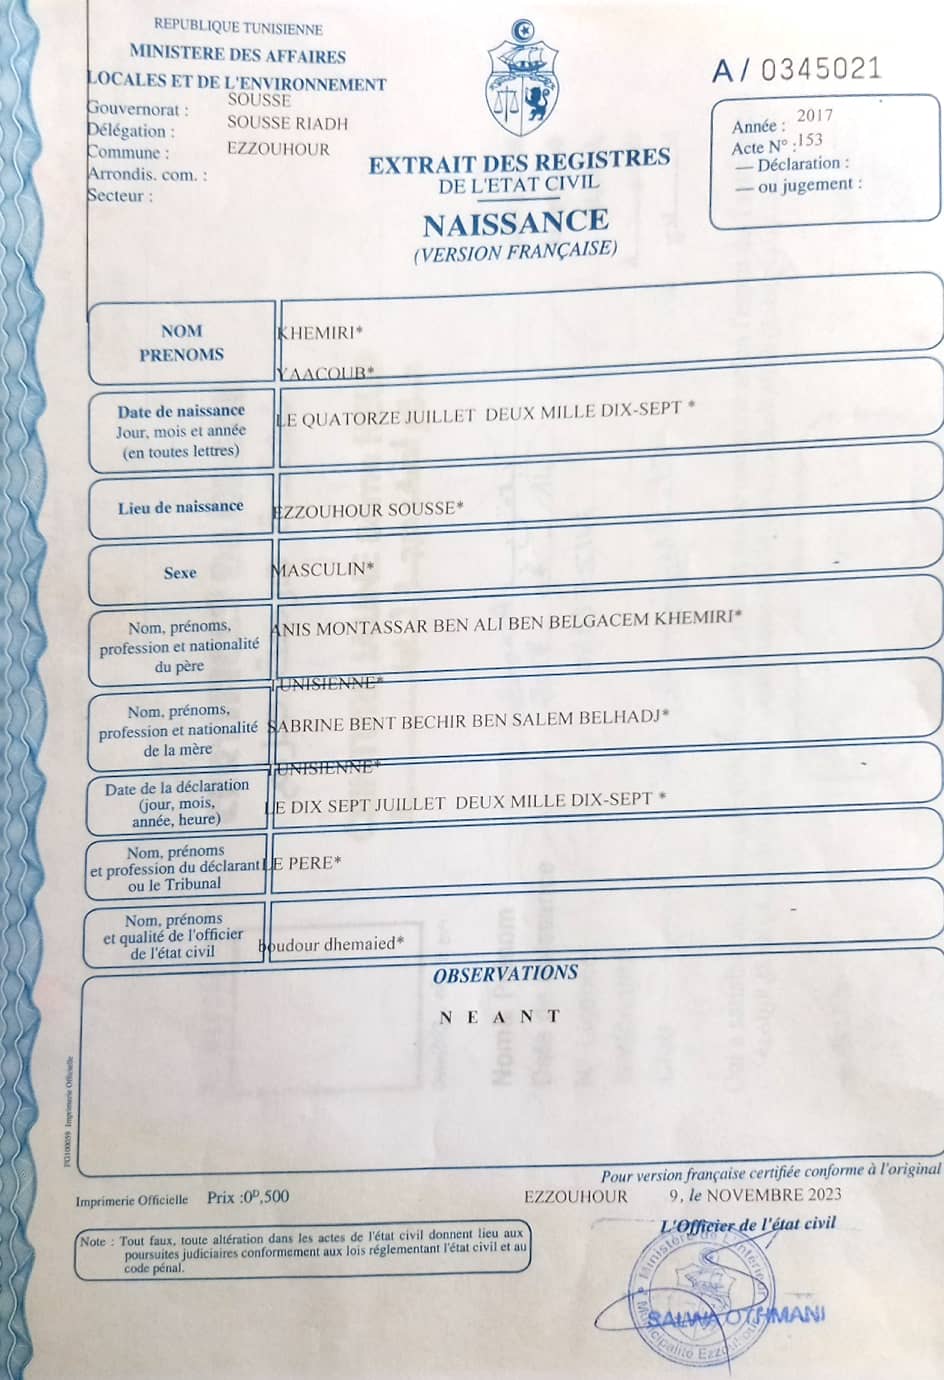 REPUBLIQUE TUNISIENNE
MINISTERE DES AFFAIRES
LOCALES ET DE L'ENVIRONNEMENT
Gouvernorat : SOUSSE
Délégation : SOUSSE RIADH
Commune : EZZOUHOUR
Arrondis. com. :
Secteur :
A/ 0345021
Année : 2017
Acte N° : 153
— Déclaration :
— ou jugement :
EXTRAIT DES REGISTRES
DE L'ETAT CIVIL
NAISSANCE
(VERSION FRANÇAISE)
NOM
PRENOMS
KHEMIRI*
YAACOUB*
Date de naissance
Jour, mois et année
(en toutes lettres)
LE QUATORZE JUILLET DEUX MILLE DIX-SEPT *
Lieu de naissance
EZZOUHOUR SOUSSE*
Sexe
MASCULIN*
Nom, prénoms,
profession et nationalité
du père
ANIS MONTASSAR BEN ALI BEN BELGACEM KHEMIRI*
TUNISIENNE*
Nom, prénoms,
profession et nationalité
de la mère
SABRINE BENT BECHIR BEN SALEM BELHADJ*
TUNISIENNE*
Date de la déclaration
(jour, mois,
année, heure)
LE DIX SEPT JUILLET DEUX MILLE DIX-SEPT *
Nom, prénoms
et profession du déclarant
ou le Tribunal
LE PERE*
Nom, prénoms
et qualité de l'officier
de l'état civil
boudour dhemaied*
OBSERVATIONS
N E A N T
PG100059 Imprimerie Officielle
Pour version française certifiée conforme à l'original
Imprimerie Officielle Prix :0ᴰ,500
EZZOUHOUR 9, le NOVEMBRE 2023
L'Officier de l'état civil
Note : Tout faux, toute altération dans les actes de l'état civil donnent lieu aux
poursuites judiciaires conformement aux lois réglementant l'état civil et au
code pénal.
Ministère de L'intérieur
SALWA OTHMANI
Municipalité Ezzouhour